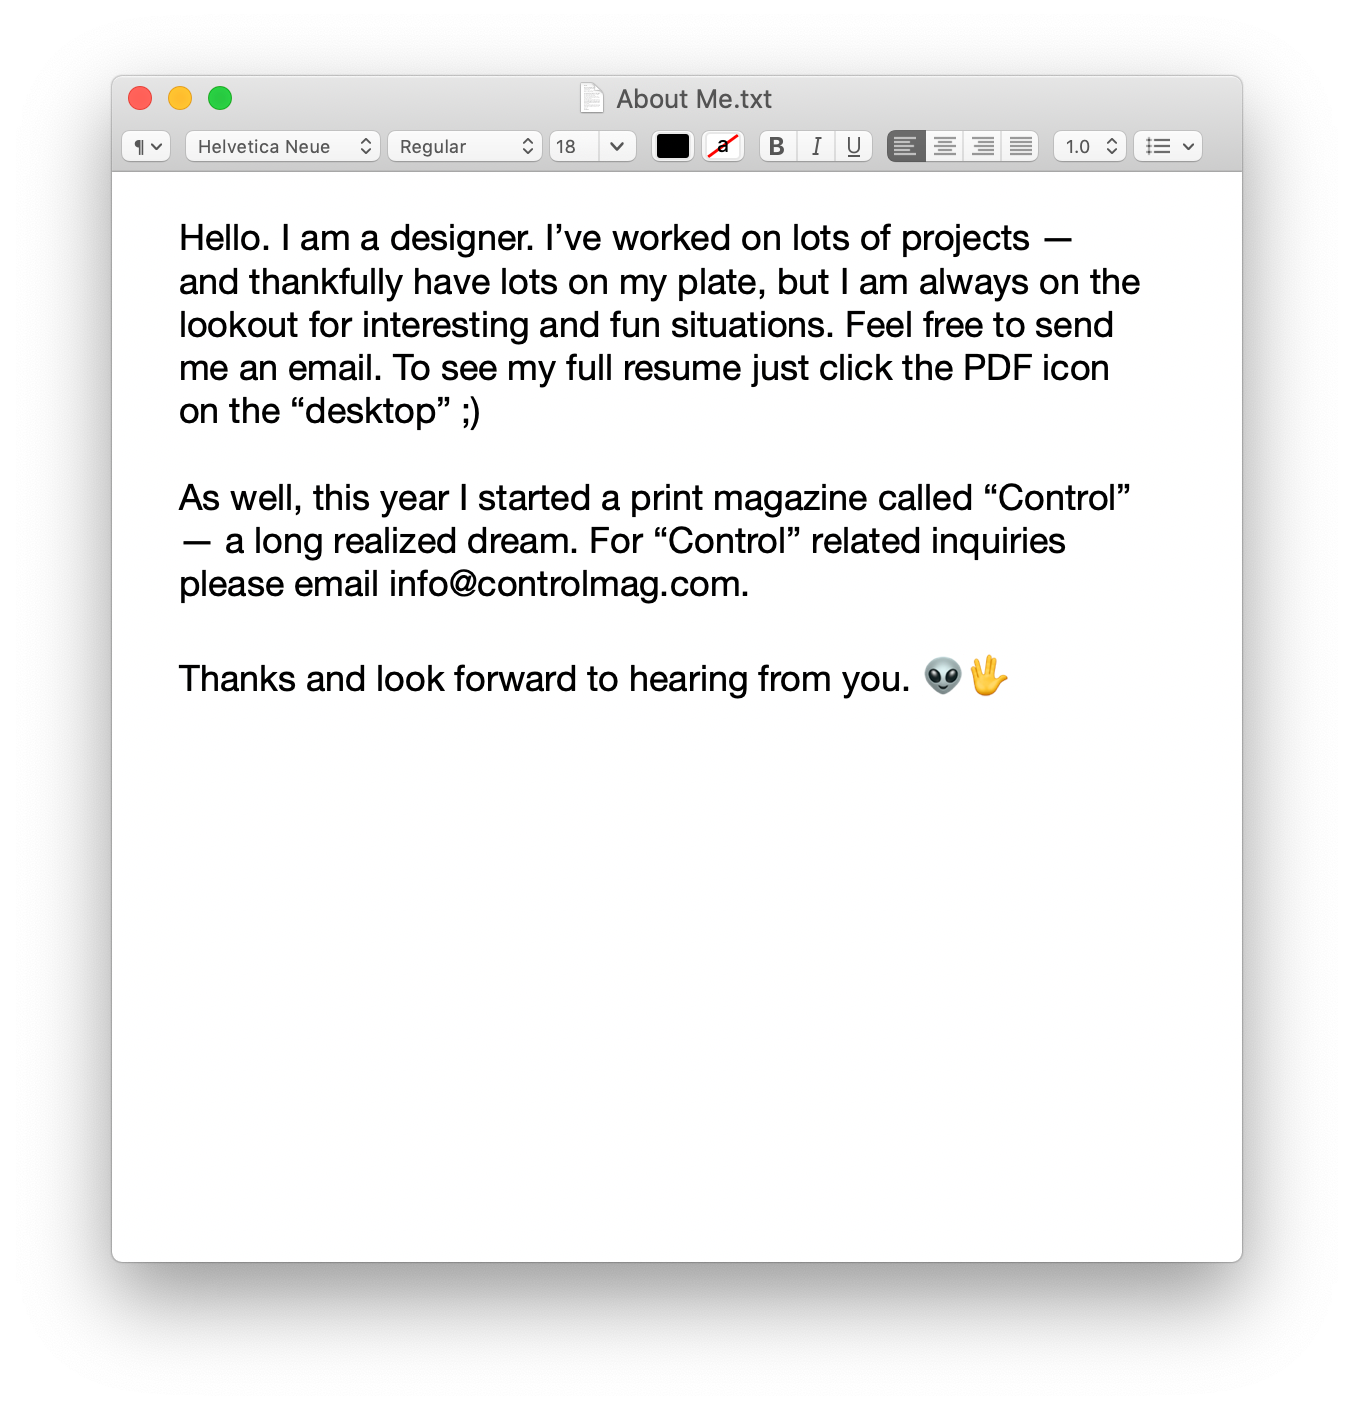 About Me.txt
¶ Helvetica Neue Regular 18 a B I U 1.0
Hello. I am a designer. I’ve worked on lots of projects —
and thankfully have lots on my plate, but I am always on the
lookout for interesting and fun situations. Feel free to send
me an email. To see my full resume just click the PDF icon
on the “desktop” ;)
As well, this year I started a print magazine called “Control”
— a long realized dream. For “Control” related inquiries
please email info@controlmag.com.
Thanks and look forward to hearing from you. 👽🖖